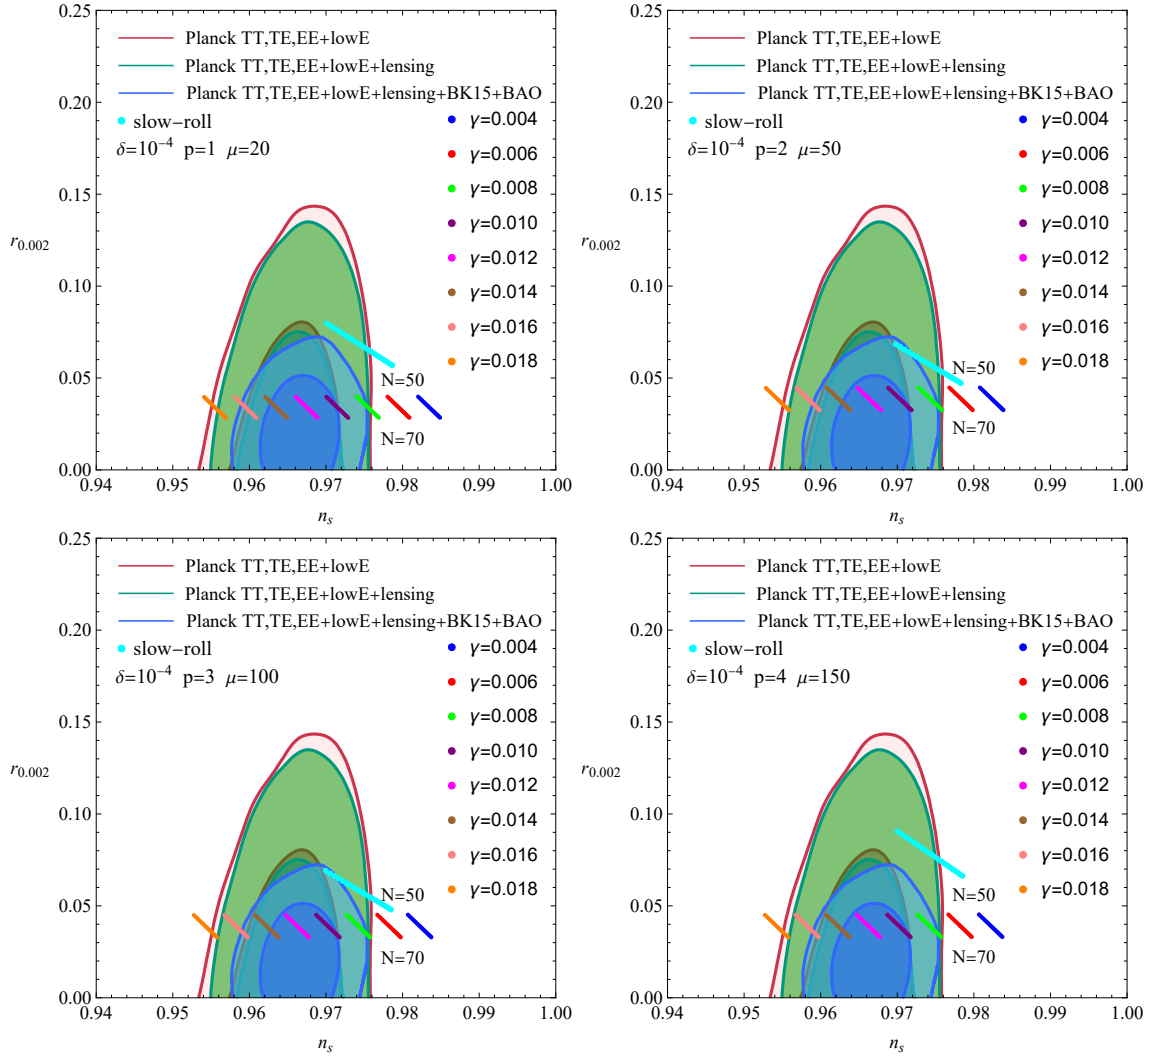 0.25
Planck TT,TE,EE+lowE
Planck TT,TE,EE+lowE+lensing
0.20
Planck TT,TE,EE+lowE+lensing+BK15+BAO
slow-roll
γ=0.004
δ=10⁻⁴ p=1 μ=20
γ=0.006
γ=0.008
0.15
γ=0.010
r₀.₀₀₂
γ=0.012
0.10
γ=0.014
γ=0.016
γ=0.018
0.05
N=50
N=70
0.00
0.94 0.95 0.96 0.97 0.98 0.99 1.00
nₛ
0.25
Planck TT,TE,EE+lowE
Planck TT,TE,EE+lowE+lensing
0.20
Planck TT,TE,EE+lowE+lensing+BK15+BAO
slow-roll
γ=0.004
δ=10⁻⁴ p=2 μ=50
γ=0.006
γ=0.008
0.15
γ=0.010
r₀.₀₀₂
γ=0.012
0.10
γ=0.014
γ=0.016
γ=0.018
0.05
N=50
N=70
0.00
0.94 0.95 0.96 0.97 0.98 0.99 1.00
nₛ
0.25
Planck TT,TE,EE+lowE
Planck TT,TE,EE+lowE+lensing
0.20
Planck TT,TE,EE+lowE+lensing+BK15+BAO
slow-roll
γ=0.004
δ=10⁻⁴ p=3 μ=100
γ=0.006
γ=0.008
0.15
γ=0.010
r₀.₀₀₂
γ=0.012
0.10
γ=0.014
γ=0.016
γ=0.018
0.05
N=50
N=70
0.00
0.94 0.95 0.96 0.97 0.98 0.99 1.00
nₛ
0.25
Planck TT,TE,EE+lowE
Planck TT,TE,EE+lowE+lensing
0.20
Planck TT,TE,EE+lowE+lensing+BK15+BAO
slow-roll
γ=0.004
δ=10⁻⁴ p=4 μ=150
γ=0.006
γ=0.008
0.15
γ=0.010
r₀.₀₀₂
γ=0.012
0.10
γ=0.014
γ=0.016
γ=0.018
0.05
N=50
N=70
0.00
0.94 0.95 0.96 0.97 0.98 0.99 1.00
nₛ